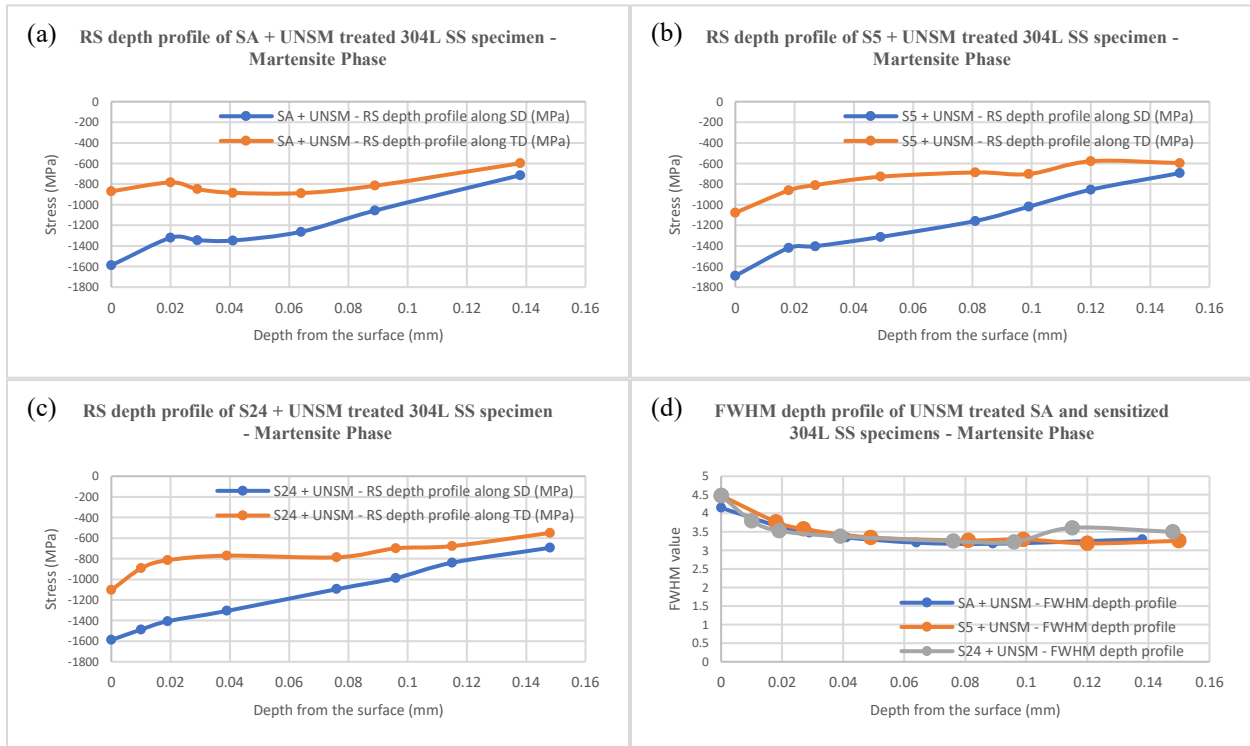 (a)
RS depth profile of SA + UNSM treated 304L SS specimen -
Martensite Phase
SA + UNSM - RS depth profile along SD (MPa)
SA + UNSM - RS depth profile along TD (MPa)
Stress (MPa)
0
-200
-400
-600
-800
-1000
-1200
-1400
-1600
-1800
0 0.02 0.04 0.06 0.08 0.1 0.12 0.14 0.16
Depth from the surface (mm)
(b)
RS depth profile of S5 + UNSM treated 304L SS specimen -
Martensite Phase
S5 + UNSM - RS depth profile along SD (MPa)
S5 + UNSM - RS depth profile along TD (MPa)
Stress (MPa)
0
-200
-400
-600
-800
-1000
-1200
-1400
-1600
-1800
0 0.02 0.04 0.06 0.08 0.1 0.12 0.14 0.16
Depth from the surface (mm)
(c)
RS depth profile of S24 + UNSM treated 304L SS specimen
- Martensite Phase
S24 + UNSM - RS depth profile along SD (MPa)
S24 + UNSM - RS depth profile along TD (MPa)
Stress (MPa)
0
-200
-400
-600
-800
-1000
-1200
-1400
-1600
-1800
0 0.02 0.04 0.06 0.08 0.1 0.12 0.14 0.16
Depth from the surface (mm)
(d)
FWHM depth profile of UNSM treated SA and sensitized
304L SS specimens - Martensite Phase
FWHM value
5
4.5
4
3.5
3
2.5
2
1.5
1
0.5
0
SA + UNSM - FWHM depth profile
S5 + UNSM - FWHM depth profile
S24 + UNSM - FWHM depth profile
0 0.02 0.04 0.06 0.08 0.1 0.12 0.14 0.16
Depth from the surface (mm)